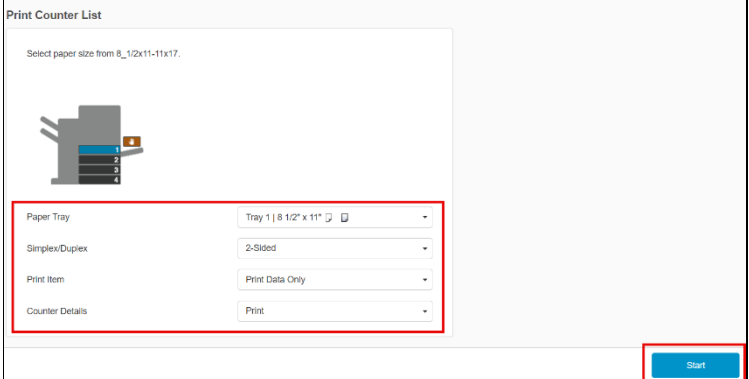 Print Counter List
Select paper size from 8_1/2x11-11x17.
1
2
3
4
Paper Tray Tray 1 | 8 1/2" x 11"
Simplex/Duplex 2-Sided
Print Item Print Data Only
Counter Details Print
Start